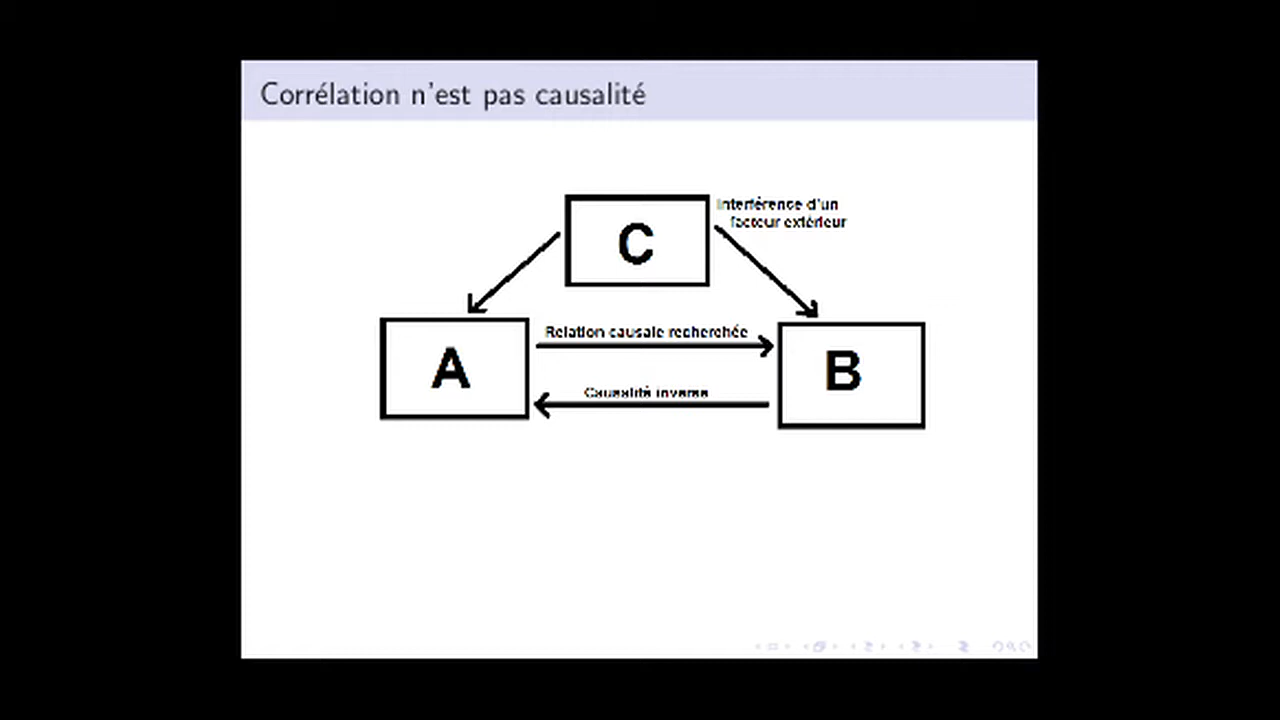 Corrélation n'est pas causalité
Interférence d'un
facteur extérieur
C
Relation causale recherchée
A
B
Causalité inverse